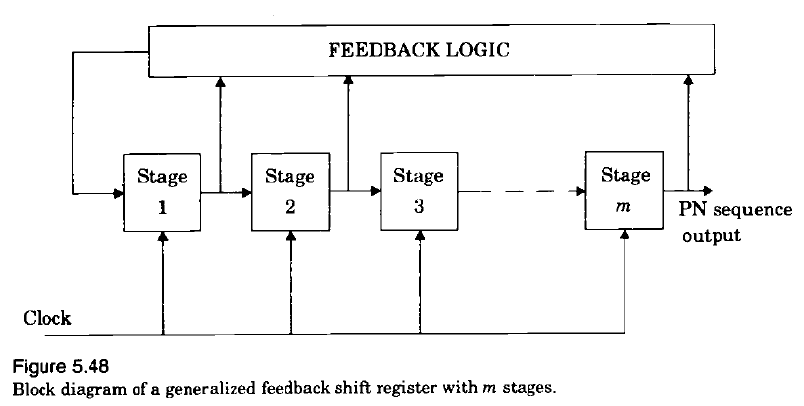 FEEDBACK LOGIC
Stage
1
Stage
2
Stage
3
Stage
m
PN sequence
output
Clock
Figure 5.48
Block diagram of a generalized feedback shift register with m stages.